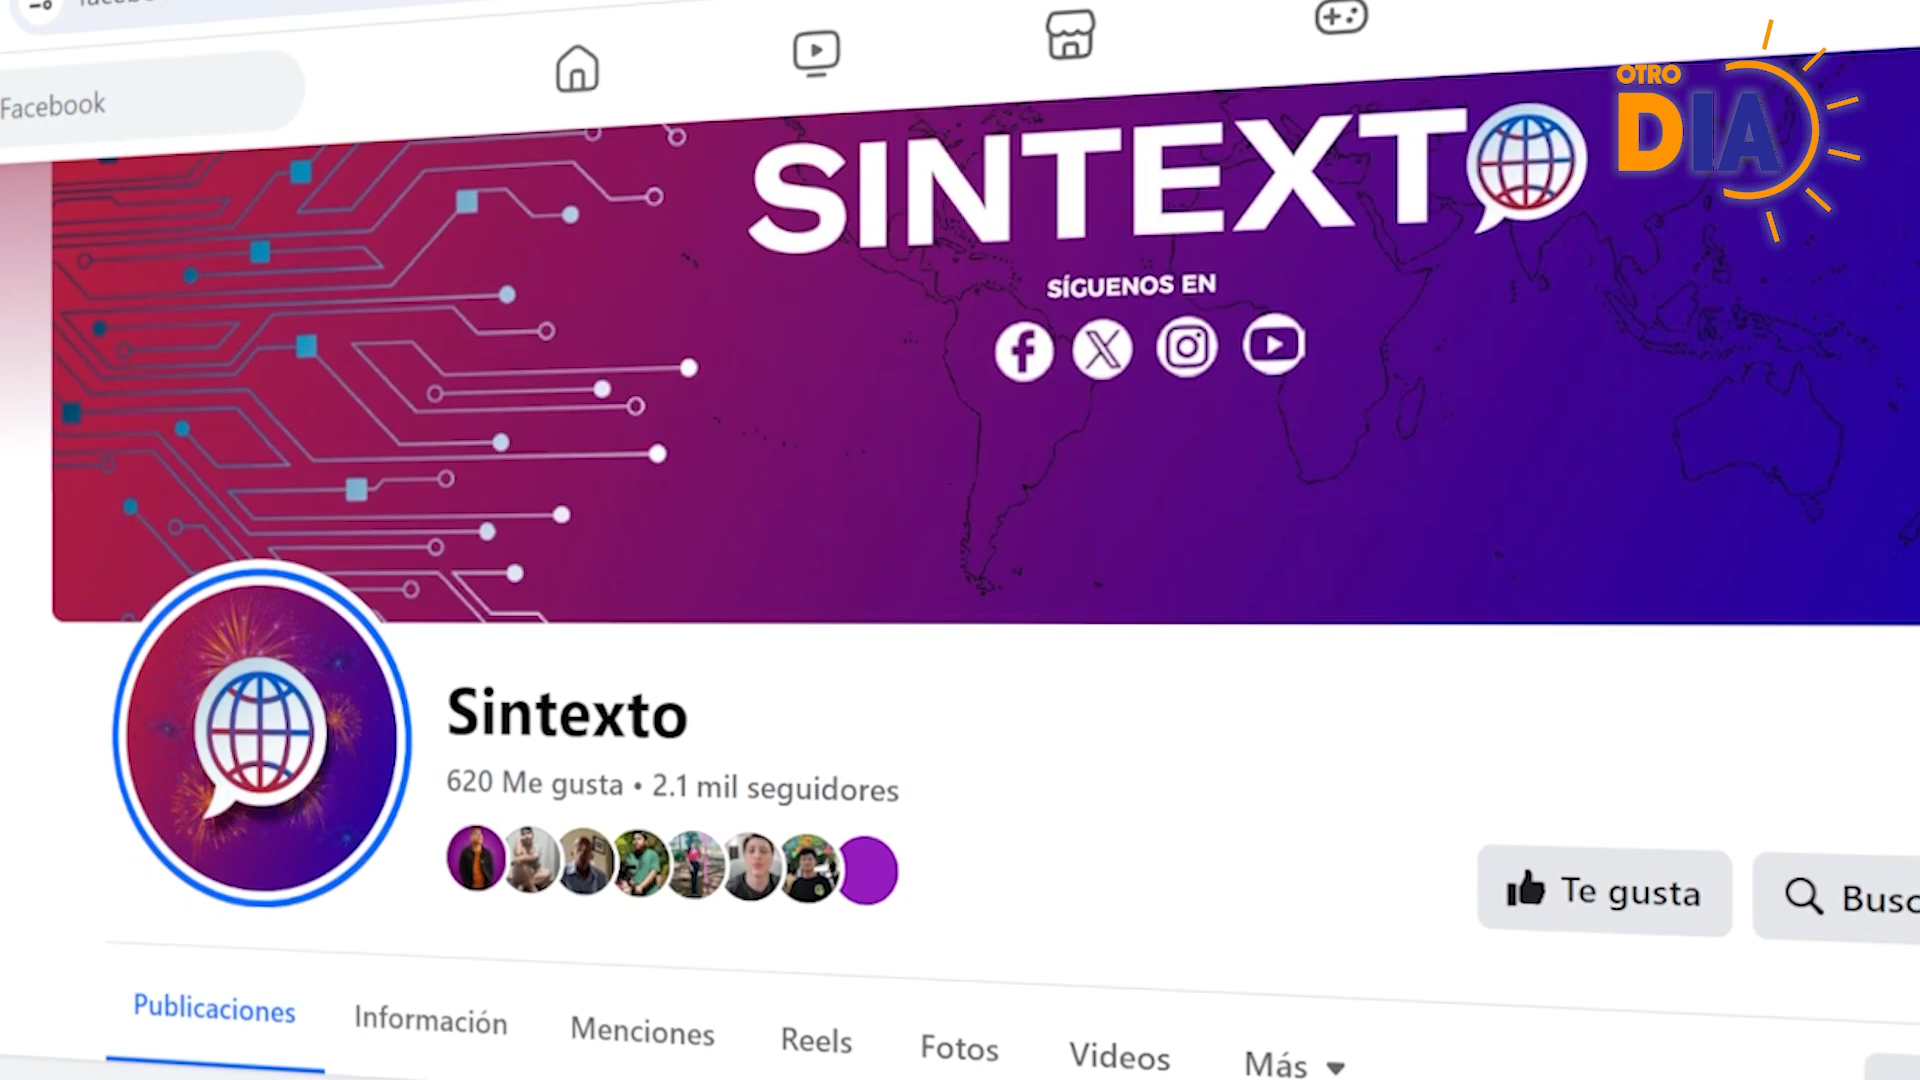 Facebook
OTRO
DIA
SINTEXTO
SÍGUENOS EN
Sintexto
620 Me gusta • 2.1 mil seguidores
Te gusta
Publicaciones
Información
Menciones
Reels
Fotos
Videos
Más